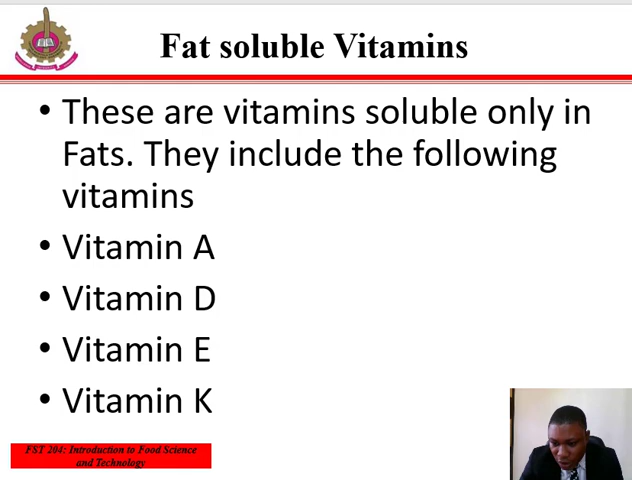 Fat soluble Vitamins
• These are vitamins soluble only in
Fats. They include the following
vitamins
• Vitamin A
• Vitamin D
• Vitamin E
• Vitamin K
FST 204: Introduction to Food Science
and Technology